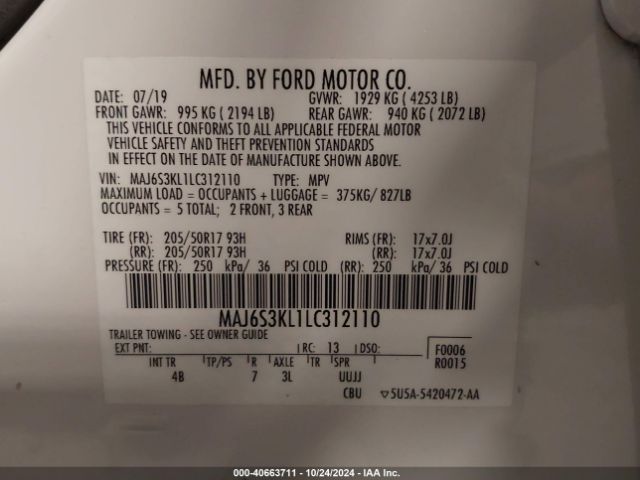 MFD. BY FORD MOTOR CO.
DATE: 07/19 GVWR: 1929 KG ( 4253 LB)
FRONT GAWR: 995 KG ( 2194 LB) REAR GAWR: 940 KG ( 2072 LB)
THIS VEHICLE CONFORMS TO ALL APPLICABLE FEDERAL MOTOR
VEHICLE SAFETY AND THEFT PREVENTION STANDARDS
IN EFFECT ON THE DATE OF MANUFACTURE SHOWN ABOVE.
VIN: MAJ6S3KL1LC312110 TYPE: MPV
MAXIMUM LOAD = OCCUPANTS + LUGGAGE = 375KG/ 827LB
OCCUPANTS = 5 TOTAL; 2 FRONT, 3 REAR
TIRE (FR): 205/50R17 93H RIMS (FR): 17x7.0J
(RR): 205/50R17 93H (RR): 17x7.0J
PRESSURE (FR): 250 kPa/ 36 PSI COLD (RR): 250 kPa/ 36 PSI COLD
MAJ6S3KL1LC312110
TRAILER TOWING - SEE OWNER GUIDE
EXT PNT: RC: 13 DSO: F0006
R0015
INT TR TP/PS R AXLE TR SPR
4B 7 3L UUJJ
CBU ▽5U5A-5420472-AA
000-40663711 - 10/24/2024 - IAA Inc.